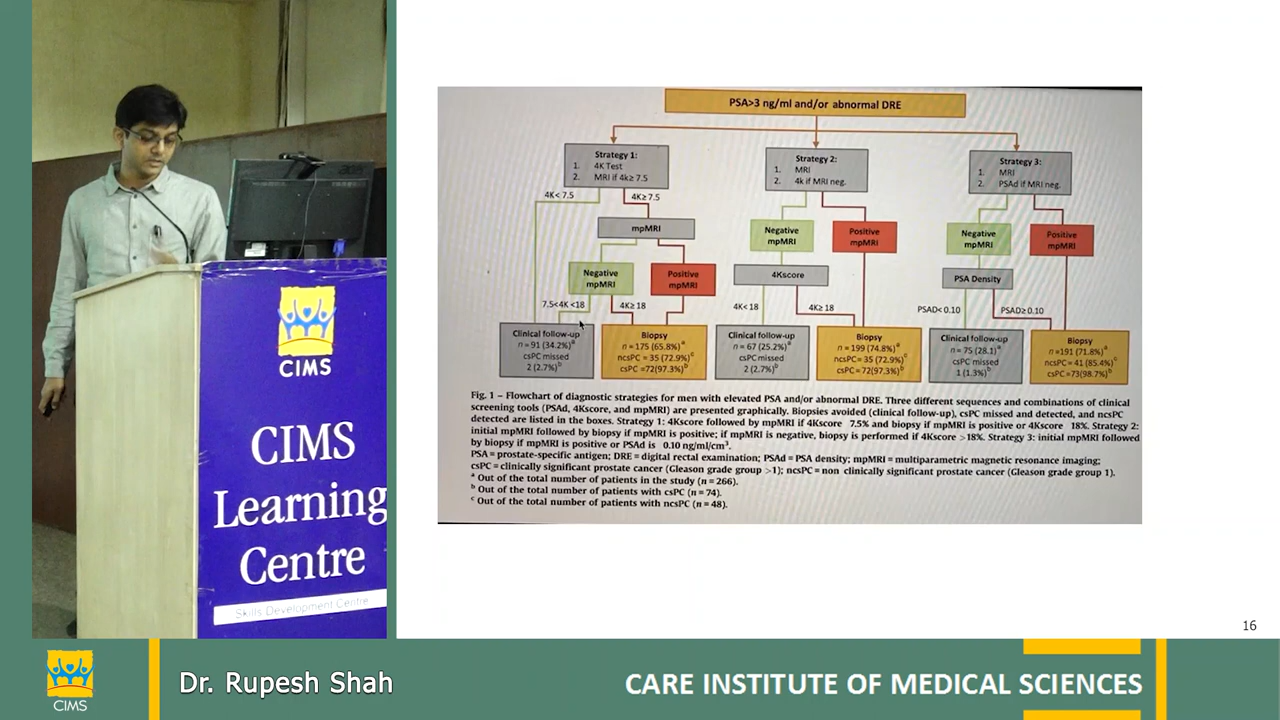 CIMS
CIMS
Learning
Centre
Skills Development Centre
PSA>3 ng/ml and/or abnormal DRE
Strategy 1:
1. 4K Test
2. MRI if 4k≥ 7.5
Strategy 2:
1. MRI
2. 4k if MRI neg.
Strategy 3:
1. MRI
2. PSAd if MRI neg.
4K< 7.5
4K≥ 7.5
mpMRI
Negative
mpMRI
Positive
mpMRI
7.5<4K <18
4K≥ 18
Clinical follow-up
n = 91 (34.2%)a
csPC missed
2 (2.7%)b
Biopsy
n = 175 (65.8%)a
ncsPC = 35 (72.9%)c
csPC =72(97.3%)b
Negative
mpMRI
Positive
mpMRI
4Kscore
4K< 18
4K≥ 18
Clinical follow-up
n = 67 (25.2%)a
csPC missed
2 (2.7%)b
Biopsy
n = 199 (74.8%)a
ncsPC = 35 (72.9%)c
csPC = 72(97.3%)b
Negative
mpMRI
Positive
mpMRI
PSA Density
PSAD< 0.10
PSAD≥ 0.10
Clinical follow-up
n = 75 (28.1)a
csPC missed
1 (1.3%)b
Biopsy
n =191 (71.8%)a
ncsPC = 41 (85.4%)c
csPC =73(98.7%)b
Fig. 1 – Flowchart of diagnostic strategies for men with elevated PSA and/or abnormal DRE. Three different sequences and combinations of clinical
screening tools (PSAd, 4Kscore, and mpMRI) are presented graphically. Biopsies avoided (clinical follow-up), csPC missed and detected, and ncsPC
detected are listed in the boxes. Strategy 1: 4Kscore followed by mpMRI if 4Kscore 7.5% and biopsy if mpMRI is positive or 4Kscore 18%. Strategy 2:
initial mpMRI followed by biopsy if mpMRI is positive; if mpMRI is negative, biopsy is performed if 4Kscore >18%. Strategy 3: initial mpMRI followed
by biopsy if mpMRI is positive or PSAd is 0.10 ng/ml/cm3.
PSA = prostate-specific antigen; DRE = digital rectal examination; PSAd = PSA density; mpMRI = multiparametric magnetic resonance imaging;
csPC = clinically significant prostate cancer (Gleason grade group >1); ncsPC = non clinically significant prostate cancer (Gleason grade group 1).
a Out of the total number of patients in the study (n = 266).
b Out of the total number of patients with csPC (n = 74).
c Out of the total number of patients with ncsPC (n = 48).
16
CIMS
Dr. Rupesh Shah
CARE INSTITUTE OF MEDICAL SCIENCES